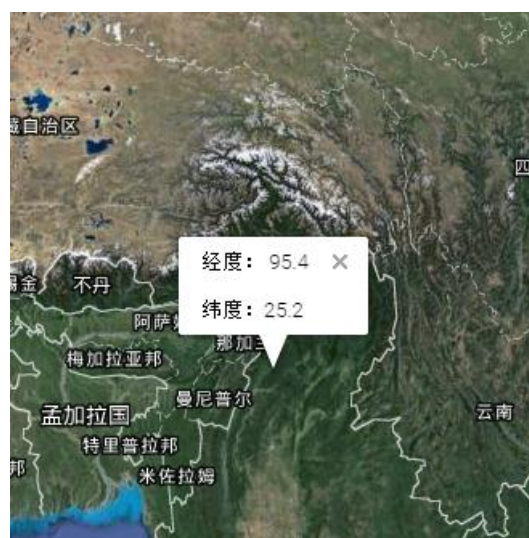 藏自治区
四
经度： 95.4 ×
锡金
不丹
纬度：25.2
阿萨
那加
梅加拉亚邦
曼尼普尔
孟加拉国
云南
特里普拉邦
邦
米佐拉姆